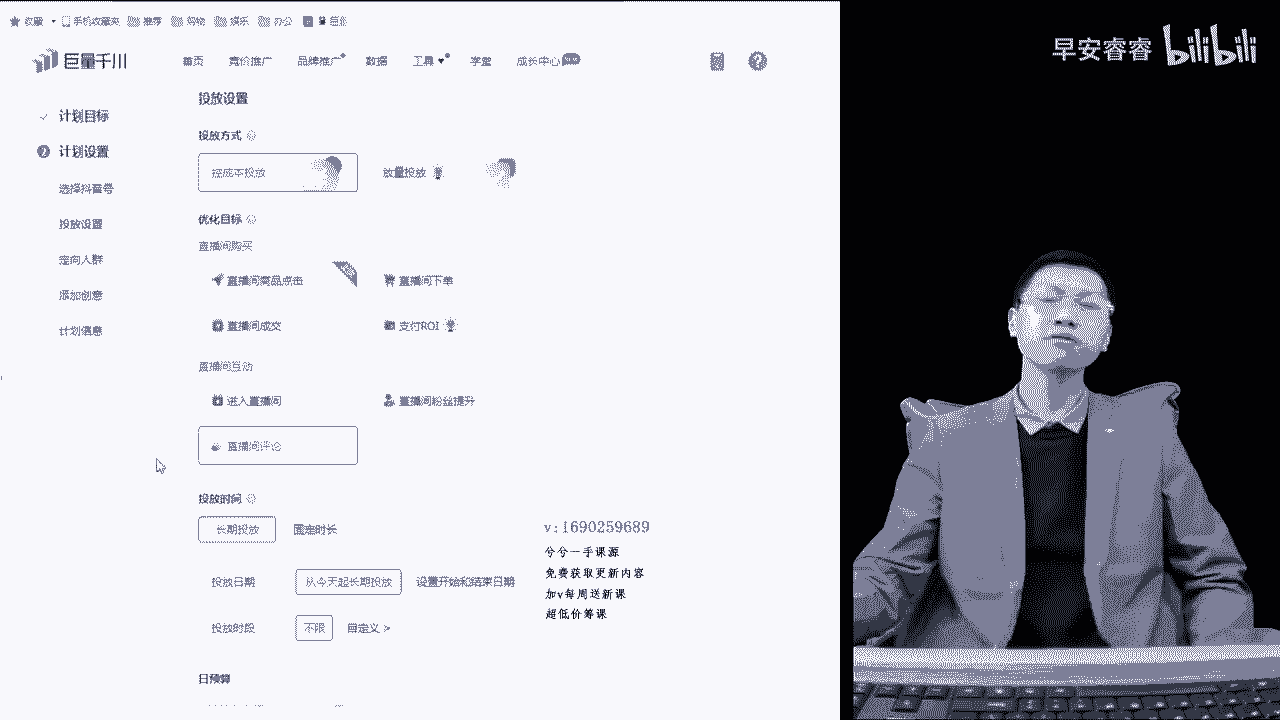 收藏 手机收藏夹 推荐 购物 娱乐 办公 巨量
巨量千川 首页 竞价推广 品牌推广 数据 工具 学堂 成长中心
早安睿睿 bilibili
投放设置
计划目标
投放方式
计划设置
控成本投放 放量投放
选择抖音号
优化目标
投放设置
直播间购买
定向人群
直播间商品点击 直播间下单
添加创意
直播间成交 支付ROI
计划信息
直播间互动
进入直播间 直播间粉丝提升
直播间评论
投放时间
长期投放 固定时长
投放日期 从今天起长期投放 设置开始和结束日期
投放时段 不限 自定义 >
日预算
v:1690259689
兮兮一手课源
免费获取更新内容
加v每周送新课
超低价筹课